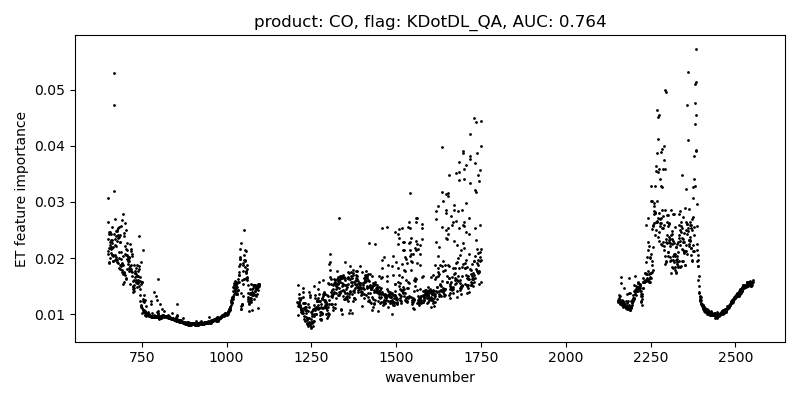 product: CO, flag: KDotDL_QA, AUC: 0.764
ET feature importance
0.05
0.04
0.03
0.02
0.01
750 1000 1250 1500 1750 2000 2250 2500
wavenumber